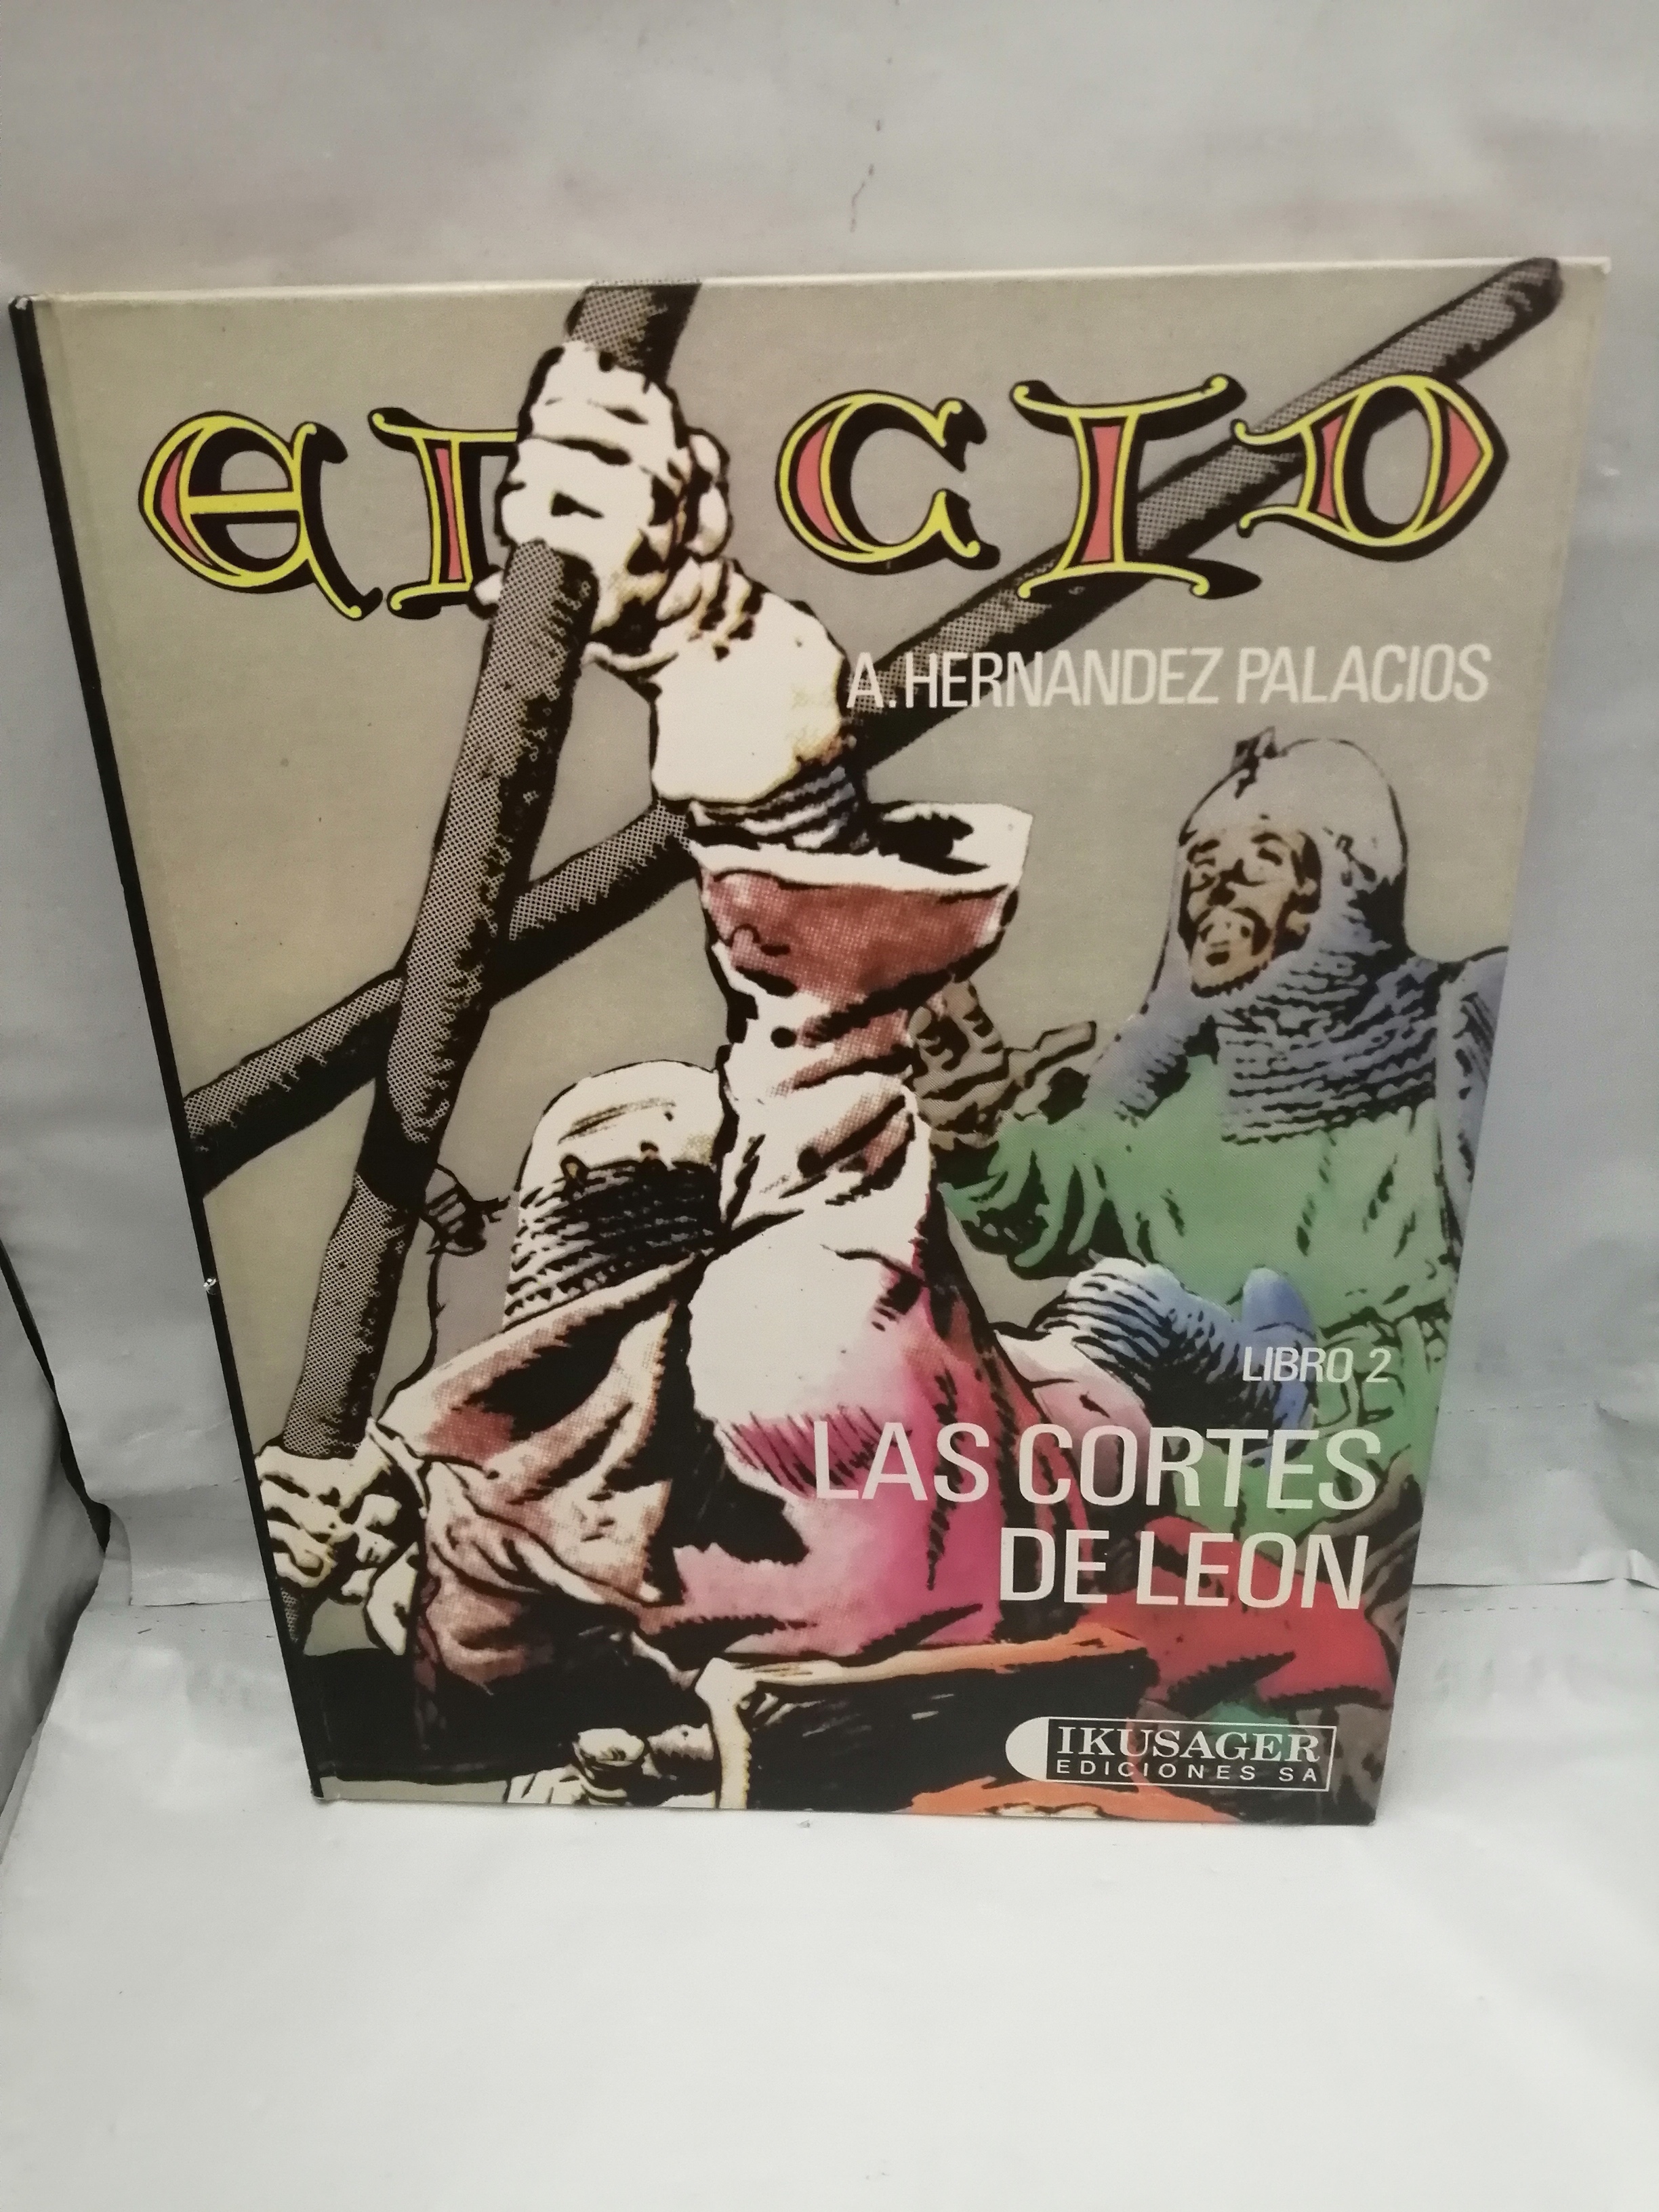 EL CID
A. HERNANDEZ PALACIOS
LIBRO 2
LAS CORTES
DE LEON
IKUSAGER
EDICIONES SA